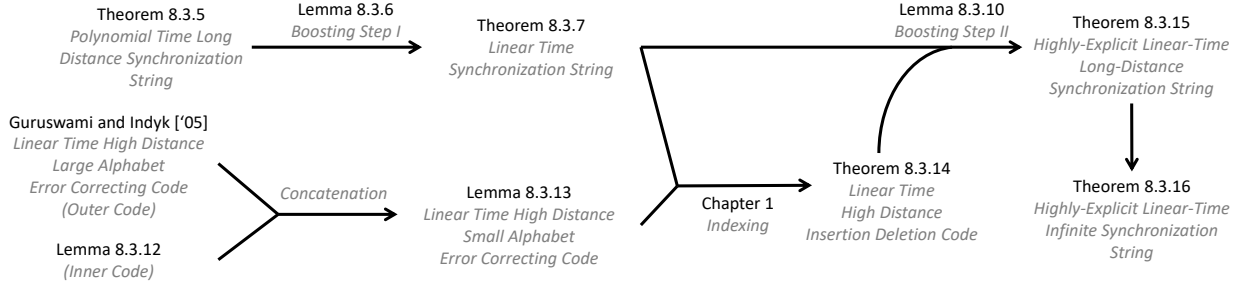 Theorem 8.3.5
Polynomial Time Long
Distance Synchronization
String
Lemma 8.3.6
Boosting Step I
Theorem 8.3.7
Linear Time
Synchronization String
Lemma 8.3.10
Boosting Step II
Theorem 8.3.15
Highly-Explicit Linear-Time
Long-Distance
Synchronization String
Guruswami and Indyk [‘05]
Linear Time High Distance
Large Alphabet
Error Correcting Code
(Outer Code)
Lemma 8.3.12
(Inner Code)
Concatenation
Lemma 8.3.13
Linear Time High Distance
Small Alphabet
Error Correcting Code
Chapter 1
Indexing
Theorem 8.3.14
Linear Time
High Distance
Insertion Deletion Code
Theorem 8.3.16
Highly-Explicit Linear-Time
Infinite Synchronization
String